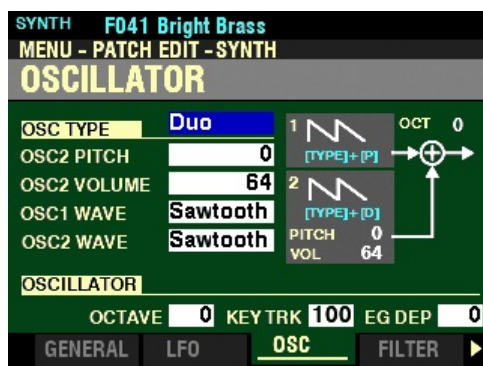 SYNTH F041 Bright Brass
MENU - PATCH EDIT - SYNTH
OSCILLATOR
OSC TYPE Duo
OSC2 PITCH 0
OSC2 VOLUME 64
OSC1 WAVE Sawtooth
OSC2 WAVE Sawtooth
1 OCT 0
[TYPE]+[P]
2
[TYPE]+[D]
PITCH 0
VOL 64
OSCILLATOR
OCTAVE 0 KEY TRK 100 EG DEP 0
GENERAL LFO OSC FILTER